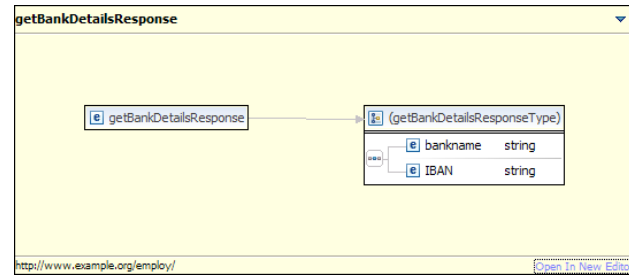 getBankDetailsResponse
e getBankDetailsResponse
(getBankDetailsResponseType)
e bankname string
e IBAN string
http://www.example.org/employ/
Open In New Edito